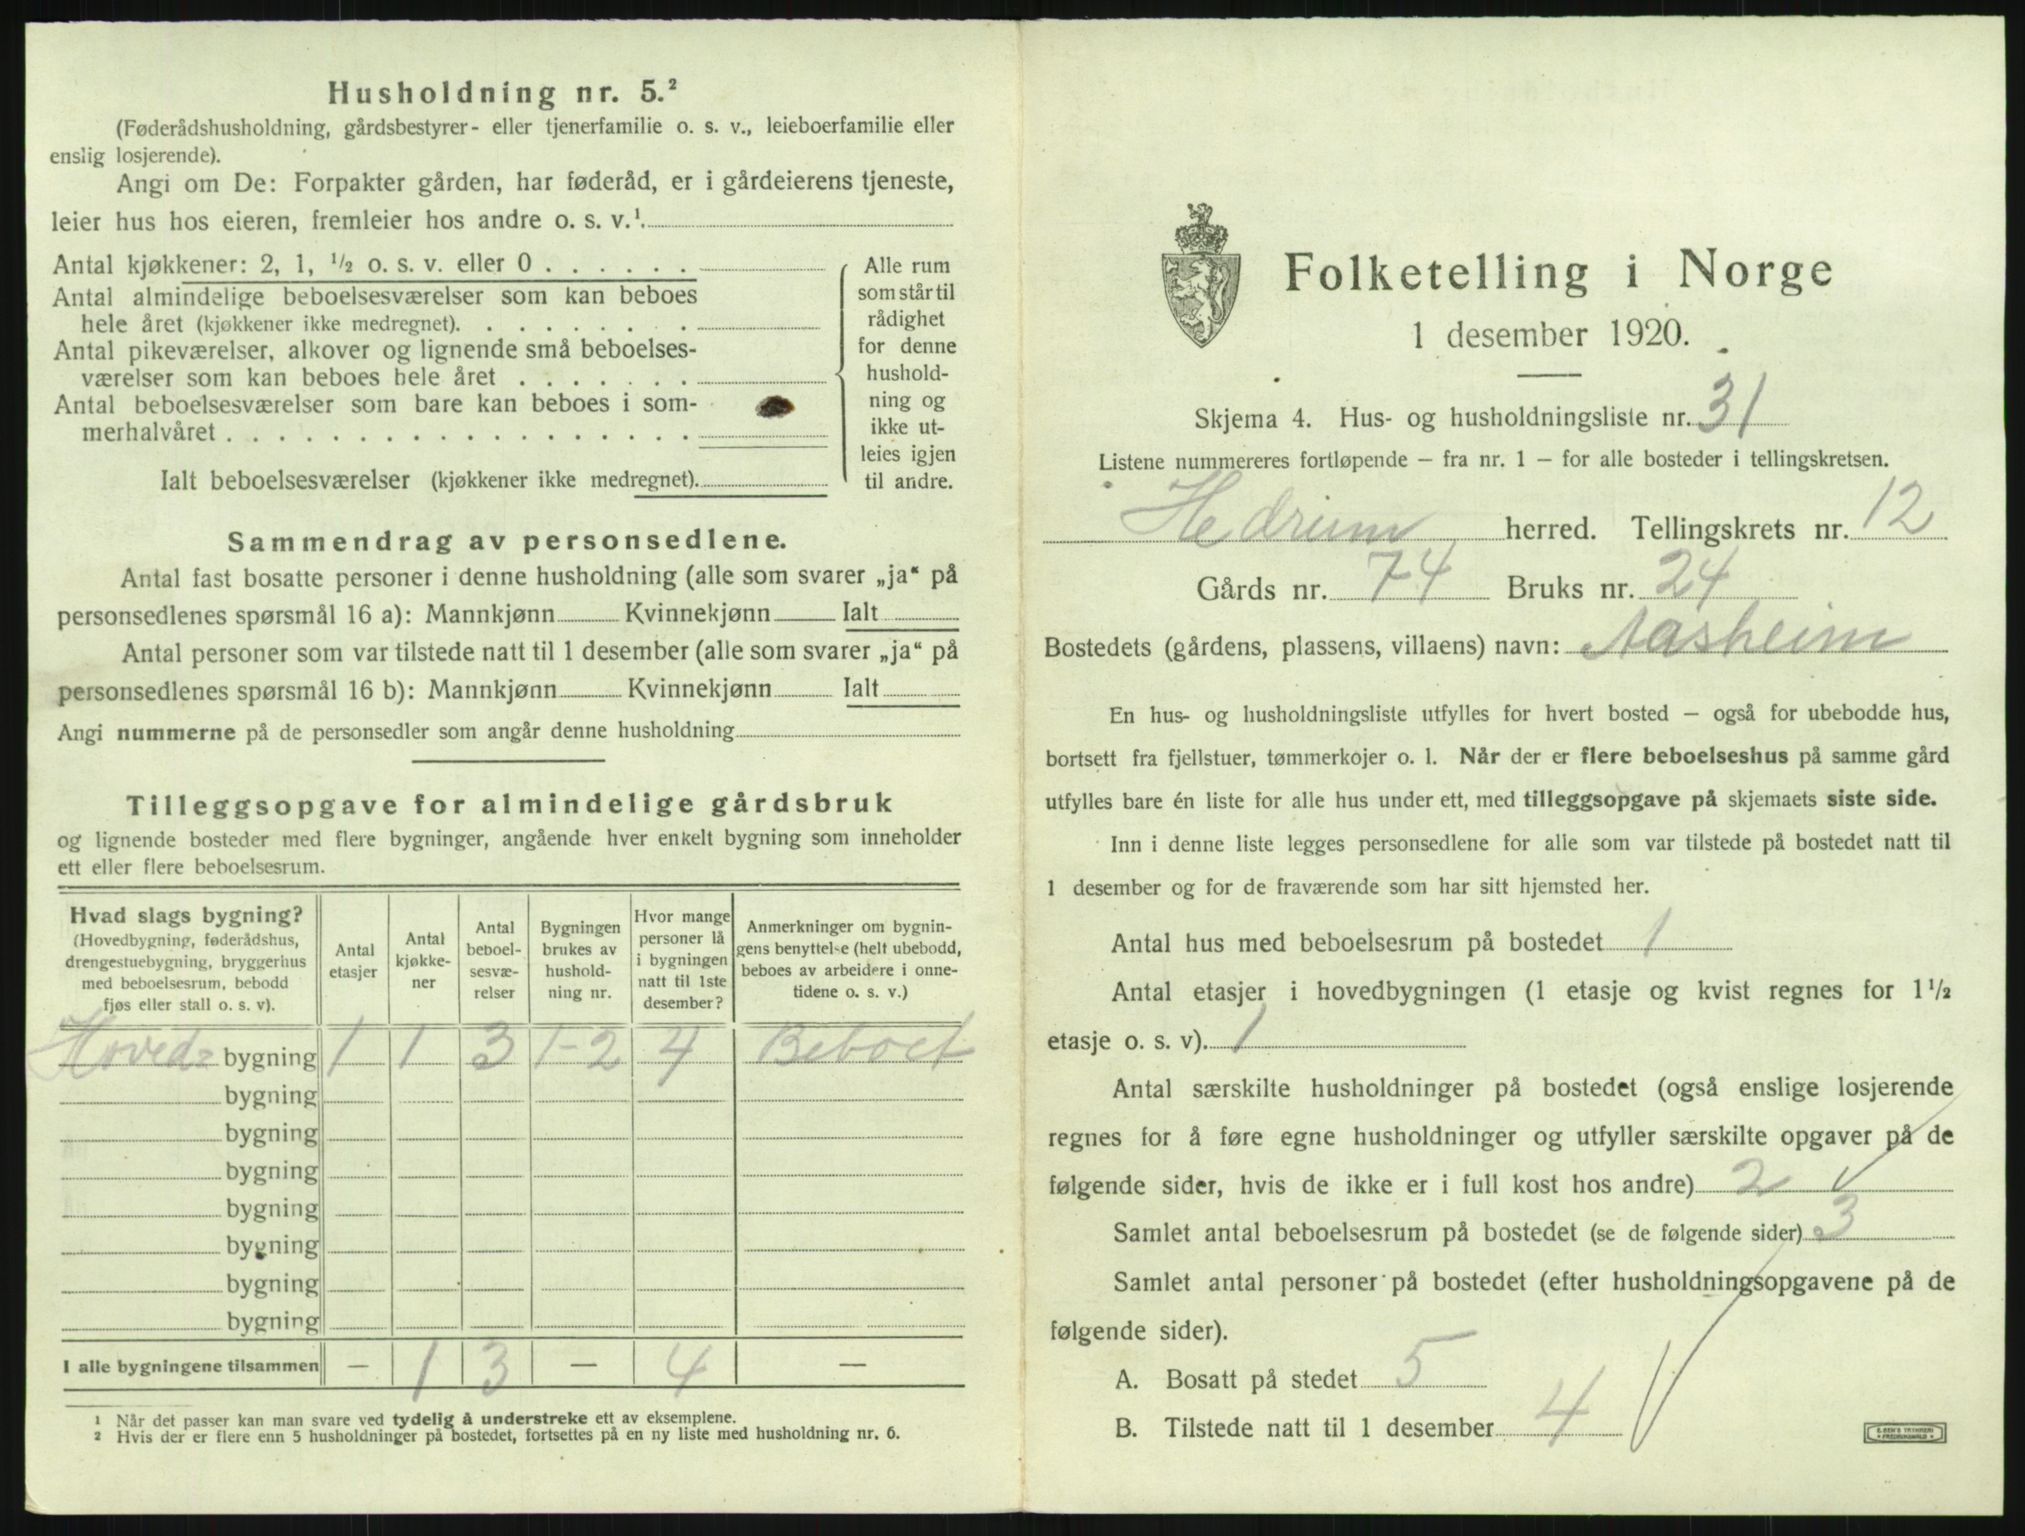 Husholdning nr. 5.²
(Føderådshusholdning, gårdsbestyrer- eller tjenerfamilie o. s. v., leieboerfamilie eller
enslig losjerende).
Angi om De: Forpakter gården, har føderåd, er i gårdeierens tjeneste,
leier hus hos eieren, fremleier hos andre o. s. v.¹.
Antal kjøkkener: 2, 1, ½ o. s. v. eller 0 . . . . . .
Antal almindelige beboelsesværelser som kan beboes
hele året (kjøkkener ikke medregnet). . . . . . . . .
Antal pikeværelser, alkover og lignende små beboelses-
værelser som kan beboes hele året . . . . . . .
Antal beboelsesværelser som bare kan beboes i som-
merhalvåret . . . . . . . . . . . . . . . . . .
Ialt beboelsesværelser (kjøkkener ikke medregnet).
Alle rum
som står til
rådighet
for denne
hushold-
ning og
ikke ut-
leies igjen
til andre.
Sammendrag av personsedlene.
Antal fast bosatte personer i denne husholdning (alle som svarer „ja“ på
personsedlenes spørsmål 16 a): Mannkjønn Kvinnekjønn Ialt
Antal personer som var tilstede natt til 1 desember (alle som svarer „ja“ på
personsedlenes spørsmål 16 b): Mannkjønn Kvinnekjønn Ialt
Angi nummerne på de personsedler som angår denne husholdning
Tilleggsopgave for almindelige gårdsbruk
og lignende bosteder med flere bygninger, angående hver enkelt bygning som inneholder
ett eller flere beboelsesrum.
Hvad slags bygning?
(Hovedbygning, føderådshus,
drengestuebygning, bryggerhus
med beboelsesrum, bebodd
fjøs eller stall o. s. v).
Antal
etasjer
Antal
kjøkke-
ner
Antal
beboel-
sesvæ-
relser
Bygningen
brukes av
hushold-
ning nr.
Hvor mange
personer lå
i bygningen
natt til 1ste
desember?
Anmerkninger om bygnin-
gens benyttelse (helt ubebodd,
beboes av arbeidere i onne-
tidene o. s. v.)
Hoved= bygning 1 1 3 1-2 4 Beboet
bygning
bygning
bygning
bygning
bygning
bygning
bygning
I alle bygningene tilsammen — 1 3 — 4 —
¹ Når det passer kan man svare ved tydelig å understreke ett av eksemplene.
² Hvis der er flere enn 5 husholdninger på bostedet, fortsettes på en ny liste med husholdning nr. 6.
Folketelling i Norge
1 desember 1920.
Skjema 4. Hus- og husholdningsliste nr. 31
Listene nummereres fortløpende — fra nr. 1 — for alle bosteder i tellingskretsen.
Hedrum herred. Tellingskrets nr. 12
Gårds nr. 74 Bruks nr. 24
Bostedets (gårdens, plassens, villaens) navn: Aasheim
En hus- og husholdningsliste utfylles for hvert bosted — også for ubebodde hus,
bortsett fra fjellstuer, tømmerkojer o. l. Når der er flere beboelseshus på samme gård
utfylles bare én liste for alle hus under ett, med tilleggsopgave på skjemaets siste side.
Inn i denne liste legges personsedlene for alle som var tilstede på bostedet natt til
1 desember og for de fraværende som har sitt hjemsted her.
Antal hus med beboelsesrum på bostedet 1
Antal etasjer i hovedbygningen (1 etasje og kvist regnes for 1½
etasje o. s. v). 1
Antal særskilte husholdninger på bostedet (også enslige losjerende
regnes for å føre egne husholdninger og utfyller særskilte opgaver på de
følgende sider, hvis de ikke er i full kost hos andre) 2
Samlet antal beboelsesrum på bostedet (se de følgende sider) 3
Samlet antal personer på bostedet (efter husholdningsopgavene på de
følgende sider).
A. Bosatt på stedet 5
B. Tilstede natt til 1 desember 4